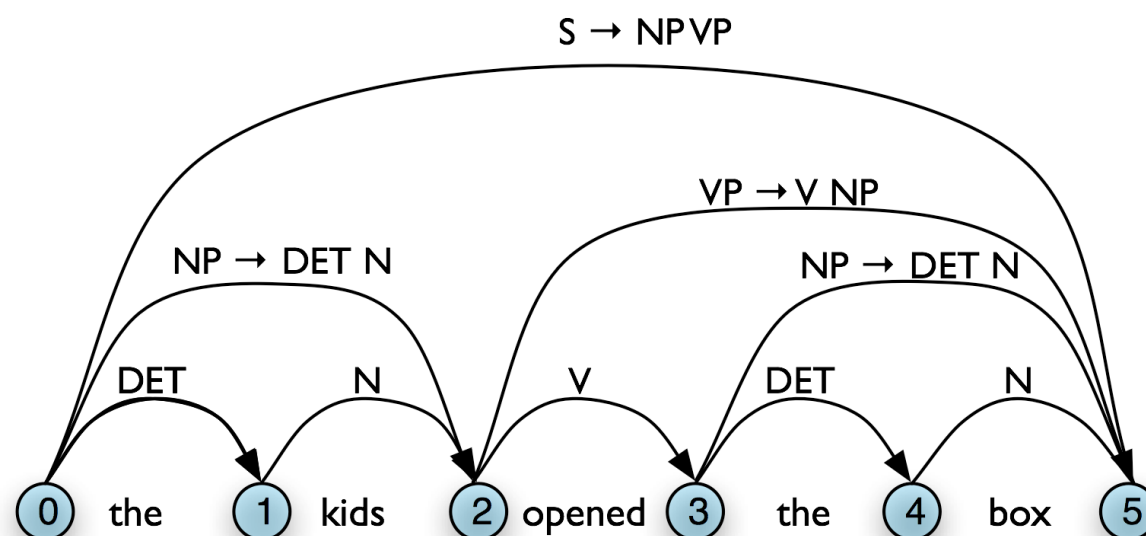 S → NP VP
VP → V NP
NP → DET N
NP → DET N
DET N V DET N
0 the 1 kids 2 opened 3 the 4 box 5